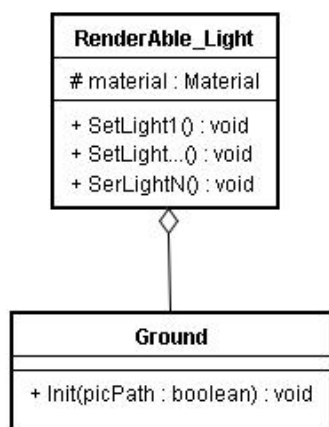 RenderAble_Light
# material : Material
+ SetLight1() : void
+ SetLight...() : void
+ SerLightN() : void
Ground
+ Init(picPath : boolean) : void